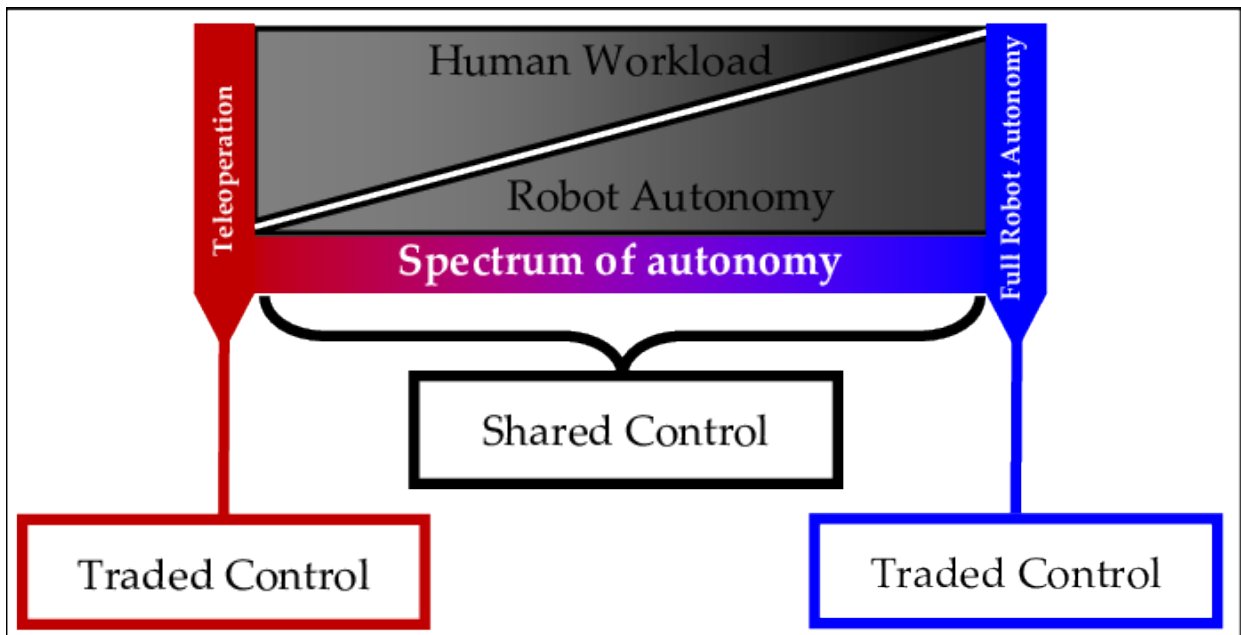 Human Workload
Teleoperation
Robot Autonomy
Full Robot Autonomy
Spectrum of autonomy
Shared Control
Traded Control
Traded Control